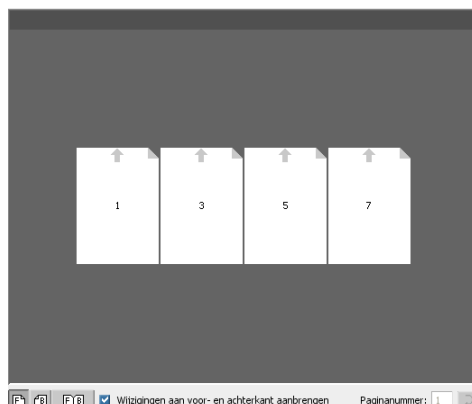 1 3 5 7
F B F B Wijzigingen aan voor- en achterkant aanbrengen Paginanummer: 1